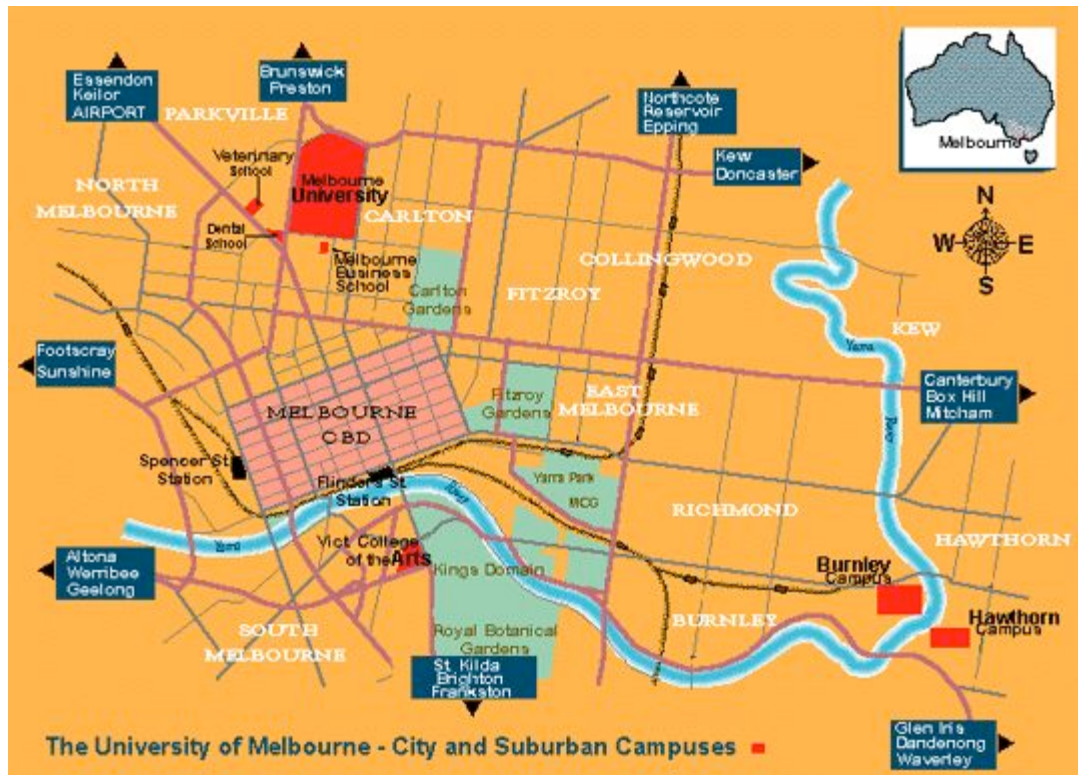 Essendon
Keilor
AIRPORT
Brunswick
Preston
Northcote
Reservoir
Epping
Kew
Doncaster
Melbourne
PARKVILLE
Veterinary
School
NORTH
MELBOURNE
Melbourne
University
CARLTON
Dental
School
Melbourne
Business
School
Carlton
Gardens
COLLINGWOOD
FITZROY
N
W
E
S
KEW
Yarra
River
Footscray
Sunshine
Canterbury
Box Hill
Mitcham
MELBOURNE
CBD
Fitzroy
Gardens
EAST
MELBOURNE
Spencer St.
Station
Flinders St.
Station
Yarra Park
MCG
RICHMOND
HAWTHORN
Yarra
River
Vict College
of the Arts
Kings Domain
Altona
Werribee
Geelong
Burnley
Campus
Hawthorn
Campus
BURNLEY
SOUTH
MELBOURNE
Royal Botanical
Gardens
St. Kilda
Brighton
Frankston
Glen Iris
Dandenong
Waverley
The University of Melbourne - City and Suburban Campuses